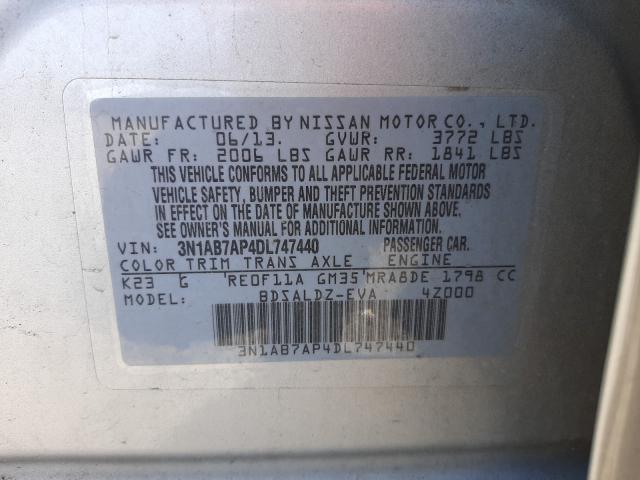 MANUFACTURED BY NISSAN MOTOR CO., LTD.
DATE: 06/13. GVWR: 3772 LBS
GAWR FR: 2006 LBS GAWR RR: 1841 LBS
THIS VEHICLE CONFORMS TO ALL APPLICABLE FEDERAL MOTOR
VEHICLE SAFETY, BUMPER AND THEFT PREVENTION STANDARDS
IN EFFECT ON THE DATE OF MANUFACTURE SHOWN ABOVE.
SEE OWNER'S MANUAL FOR ADDITIONAL INFORMATION.
VIN: 3N1AB7AP4DL747440 PASSENGER CAR.
COLOR TRIM TRANS AXLE ENGINE
K23 G RE0F11A GM35 MRA8DE 1798 CC
MODEL: BDSALDZ-EVA 4Z000
3N1AB7AP4DL747440